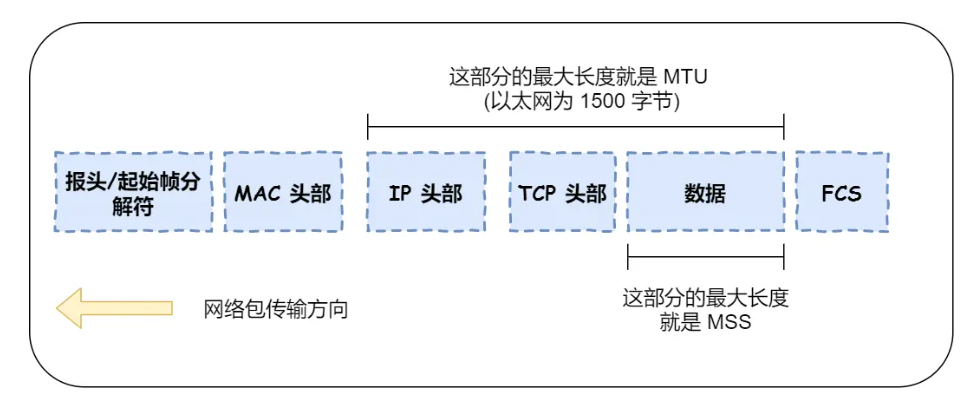 这部分的最大长度就是 MTU
(以太网为 1500 字节)
报头/起始帧分
解符
MAC 头部
IP 头部
TCP 头部
数据
FCS
这部分的最大长度
就是 MSS
网络包传输方向